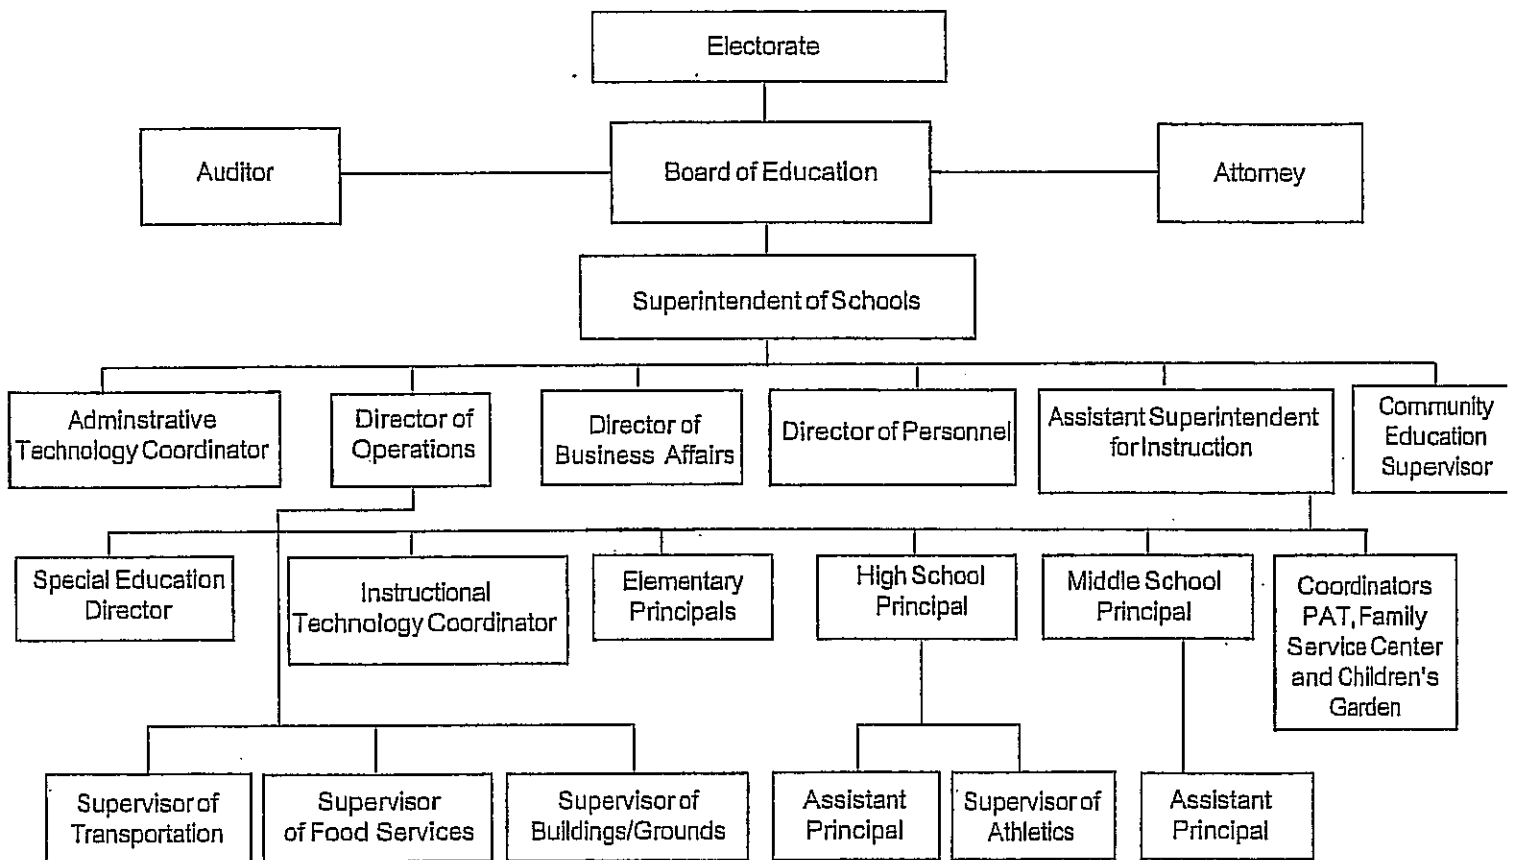 Electorate
Auditor
Board of Education
Attorney
Superintendent of Schools
Adminstrative
Technology Coordinator
Director of
Operations
Director of
Business Affairs
Director of Personnel
Assistant Superintendent
for Instruction
Community
Education
Supervisor
Special Education
Director
Instructional
Technology Coordinator
Elementary
Principals
High School
Principal
Middle School
Principal
Coordinators
PAT, Family
Service Center
and Children's
Garden
Supervisor of
Transportation
Supervisor
of Food Services
Supervisor of
Buildings/Grounds
Assistant
Principal
Supervisor of
Athletics
Assistant
Principal